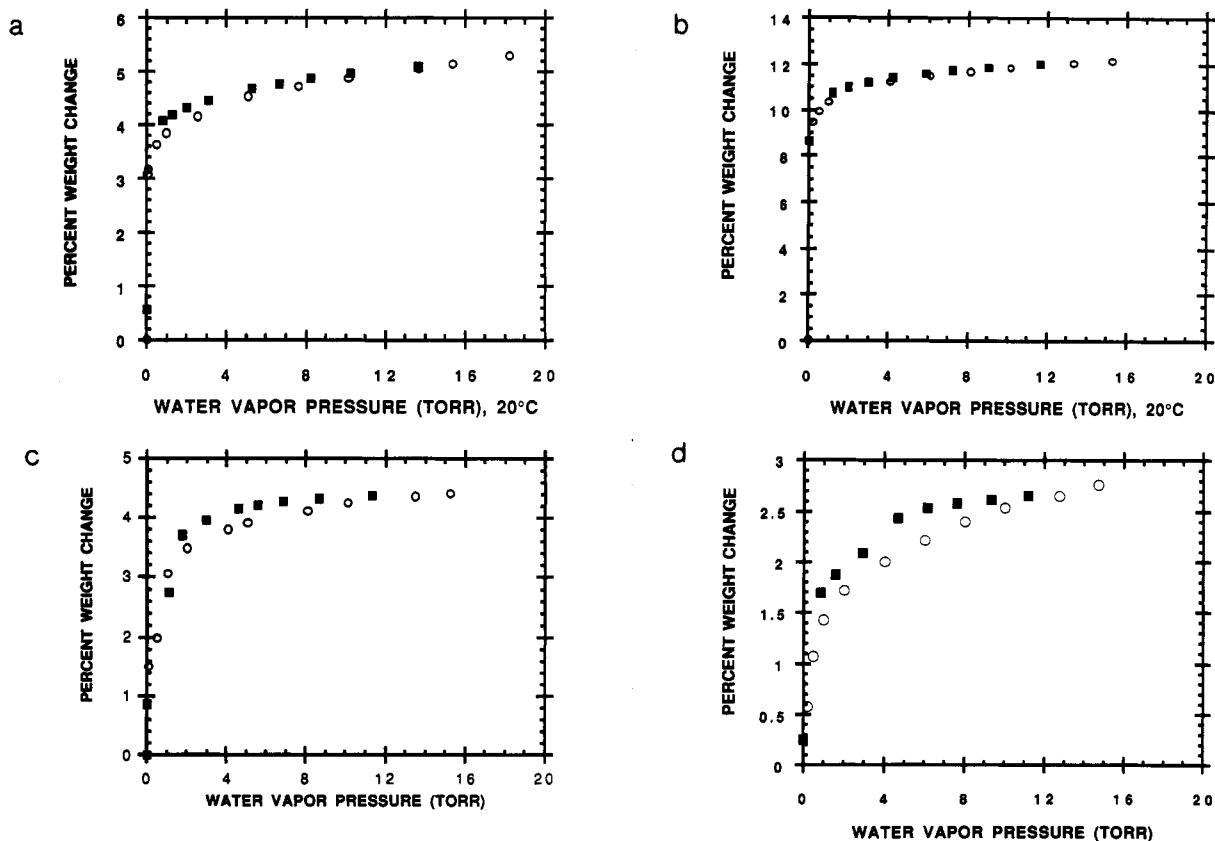 a
PERCENT WEIGHT CHANGE
6
5
4
3
2
1
0
0 4 8 12 16 20
WATER VAPOR PRESSURE (TORR), 20°C
b
PERCENT WEIGHT CHANGE
14
12
10
8
6
4
2
0
0 4 8 12 16 20
WATER VAPOR PRESSURE (TORR), 20°C
c
PERCENT WEIGHT CHANGE
5
4
3
2
1
0
0 4 8 12 16 20
WATER VAPOR PRESSURE (TORR)
d
PERCENT WEIGHT CHANGE
3
2.5
2
1.5
1
0.5
0
0 4 8 12 16 20
WATER VAPOR PRESSURE (TORR)